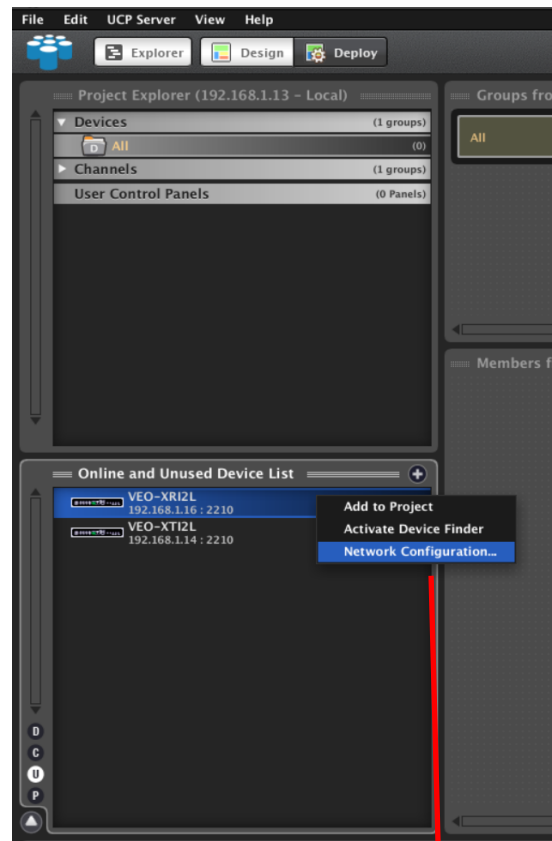 File Edit UCP Server View Help
Explorer Design Deploy
Project Explorer (192.168.1.13 – Local)
Devices (1 groups)
D All (0)
Channels (1 groups)
User Control Panels (0 Panels)
Groups fro
All
Members f
Online and Unused Device List
VEO-XRI2L
192.168.1.16 : 2210
VEO-XTI2L
192.168.1.14 : 2210
Add to Project
Activate Device Finder
Network Configuration...
D
C
U
P